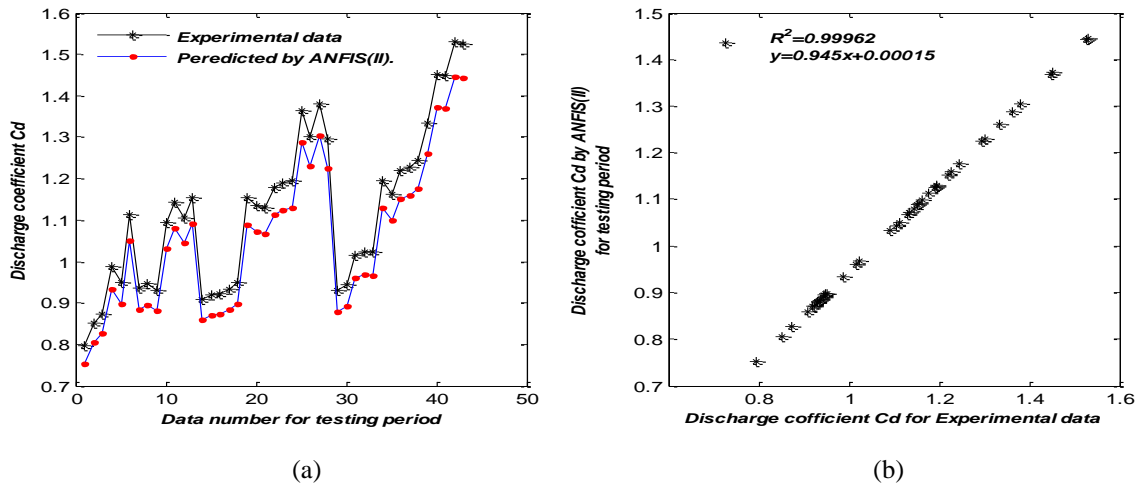 1.6
1.5
1.4
1.3
1.2
1.1
1
0.9
0.8
0.7
0 10 20 30 40 50
Discharge coefficient Cd
Data number for testing period
Experimental data
Peredicted by ANFIS(II).
(a)
1.5
1.4
1.3
1.2
1.1
1
0.9
0.8
0.7
0.8 1 1.2 1.4 1.6
Discharge cofficient Cd by ANFIS(II)
for testing period
Discharge cofficient Cd for Experimental data
R²=0.99962
y=0.945x+0.00015
(b)